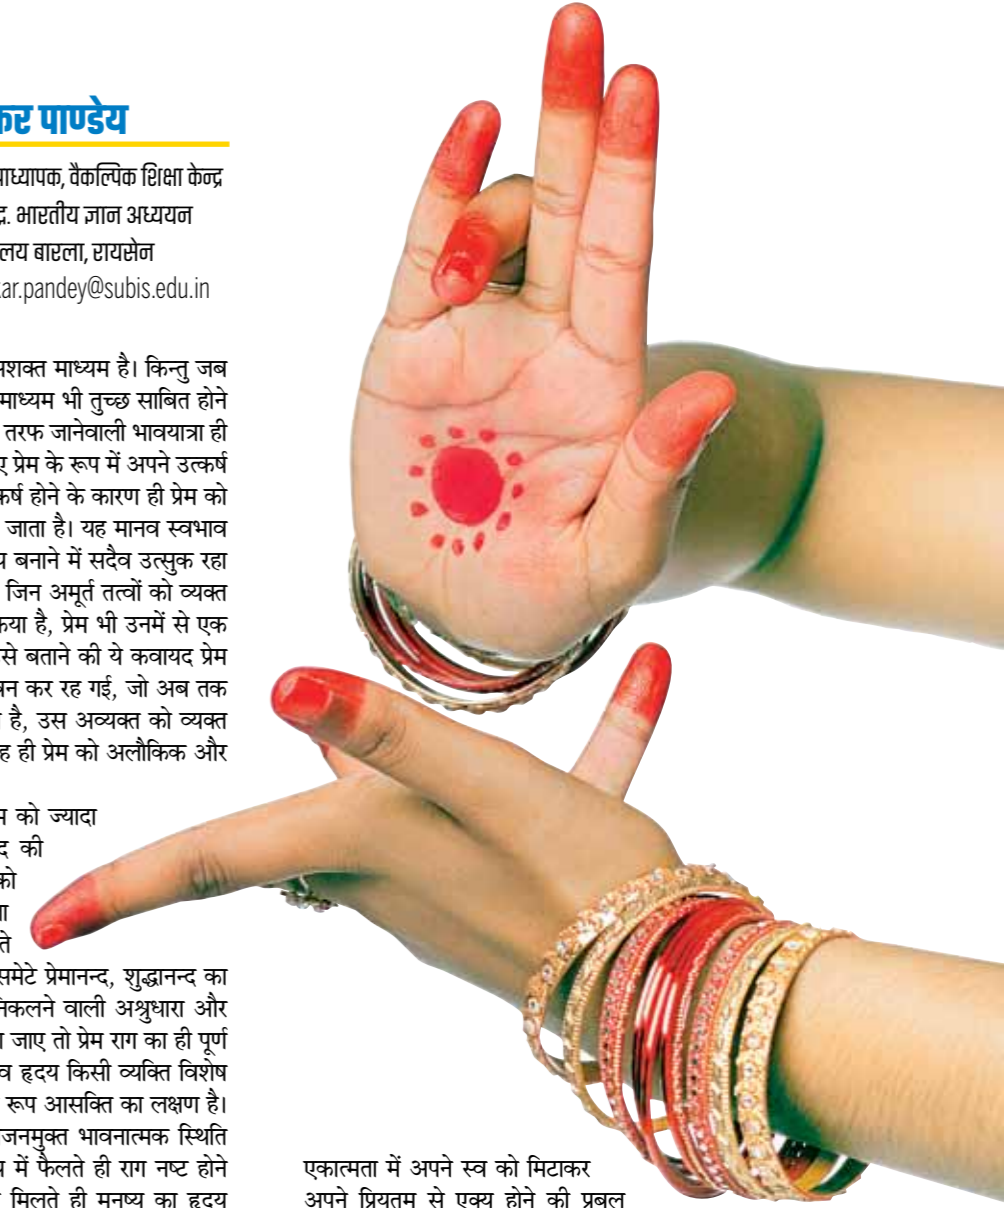 कर पाण्डेय
ाध्यापक, वैकल्पिक शिक्षा केन्द्र
द्र. भारतीय ज्ञान अध्ययन
लय बारला, रायसेन
kar.pandey@subis.edu.in
सशक्त माध्यम है। किन्तु जब
माध्यम भी तुच्छ साबित होने
तरफ जानेवाली भावयात्रा ही
ए प्रेम के रूप में अपने उत्कर्ष
कर्ष होने के कारण ही प्रेम को
जाता है। यह मानव स्वभाव
य बनाने में सदैव उत्सुक रहा
जिन अमूर्त तत्वों को व्यक्त
कया है, प्रेम भी उनमें से एक
से बताने की ये कवायद प्रेम
बन कर रह गई, जो अब तक
है, उस अव्यक्त को व्यक्त
ह ही प्रेम को अलौकिक और
म को ज्यादा
द की
को
ा
ते
समेटे प्रेमानन्द, शुद्धानन्द का
निकलने वाली अश्रुधारा और
ा जाए तो प्रेम राग का ही पूर्ण
व हृदय किसी व्यक्ति विशेष
रूप आसक्ति का लक्षण है।
जनमुक्त भावनात्मक स्थिति
य में फैलते ही राग नष्ट होने
मिलते ही मनुष्य का हृदय
एकात्मता में अपने स्व को मिटाकर
अपने प्रियतम से एक्य होने की प्रबल